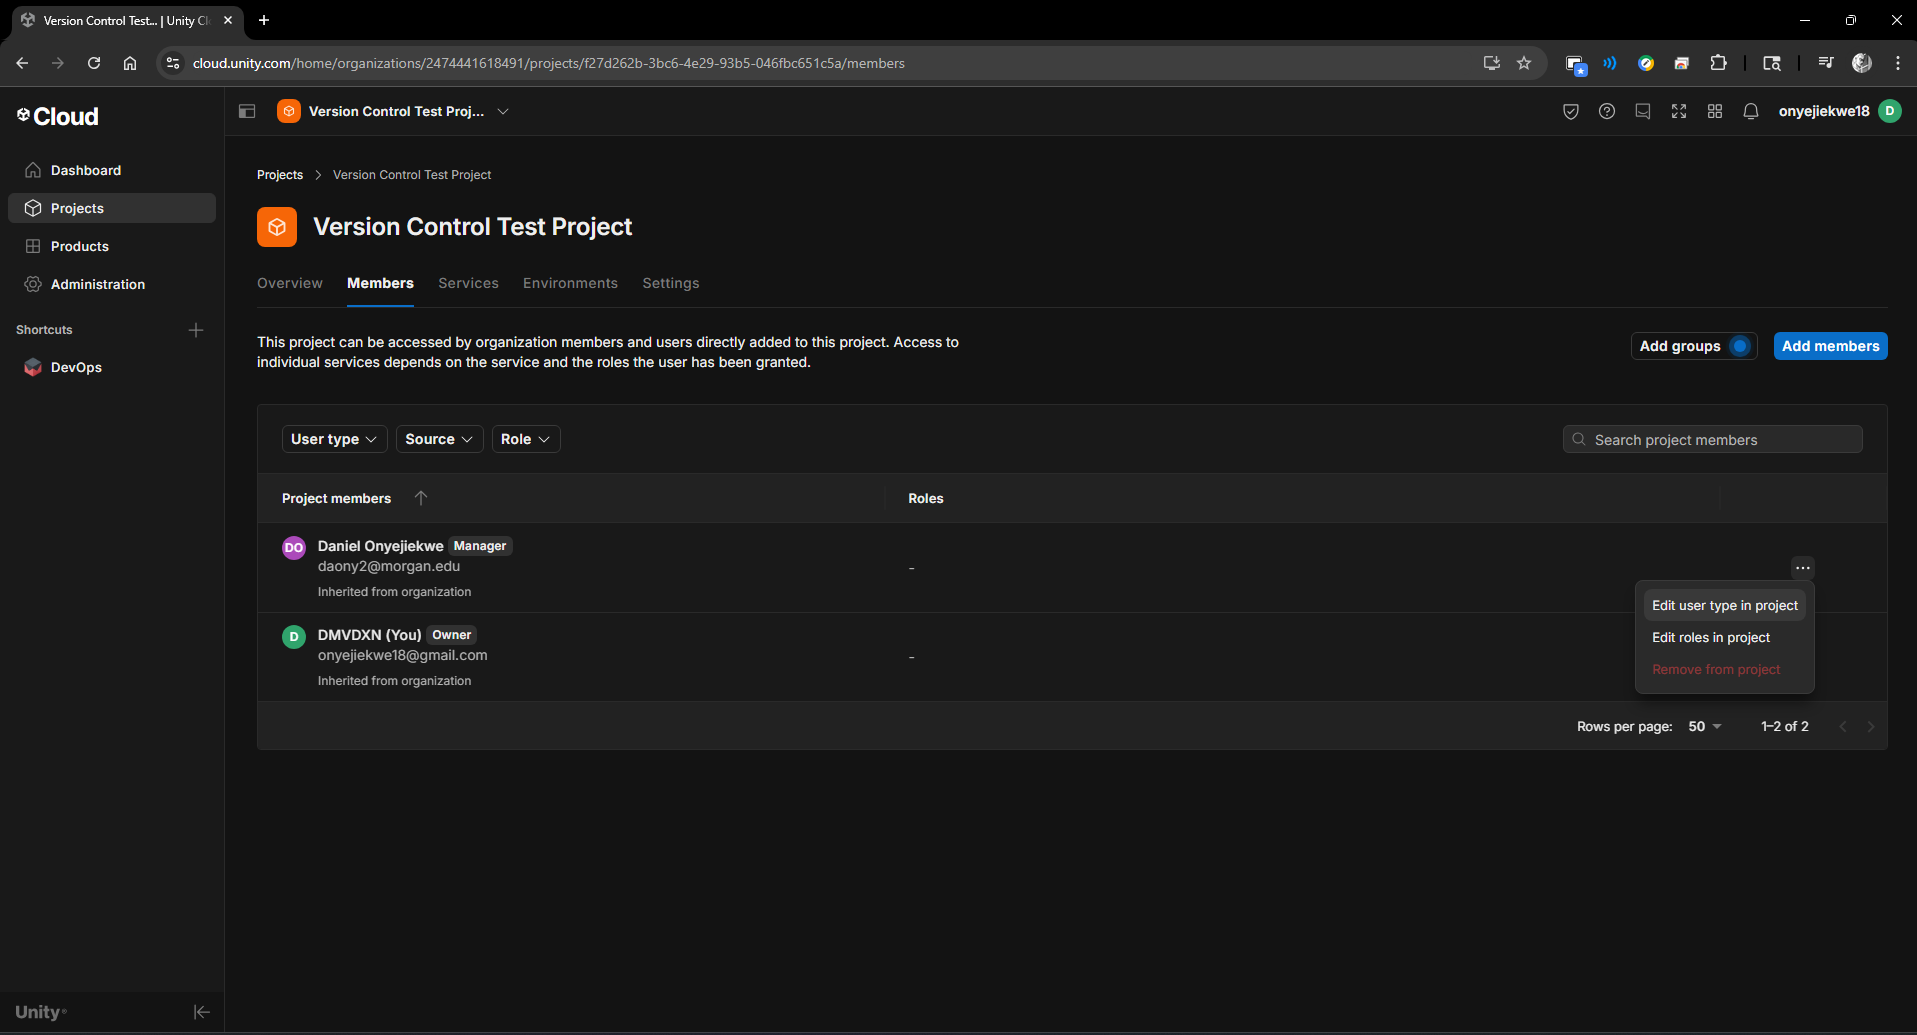 Version Control Test... | Unity Cl
cloud.unity.com/home/organizations/2474441618491/projects/f27d262b-3bc6-4e29-93b5-046fbc651c5a/members
Cloud
Version Control Test Proj...
onyejiekwe18
D
Dashboard
Projects
Products
Administration
Shortcuts
DevOps
Projects
Version Control Test Project
Version Control Test Project
Overview
Members
Services
Environments
Settings
This project can be accessed by organization members and users directly added to this project. Access to
individual services depends on the service and the roles the user has been granted.
Add groups
Add members
User type
Source
Role
Search project members
Project members
Roles
DO
Daniel Onyejiekwe
Manager
daony2@morgan.edu
Inherited from organization
-
Edit user type in project
Edit roles in project
Remove from project
D
DMVDXN (You)
Owner
onyejiekwe18@gmail.com
Inherited from organization
-
Rows per page:
50
1–2 of 2
Unity